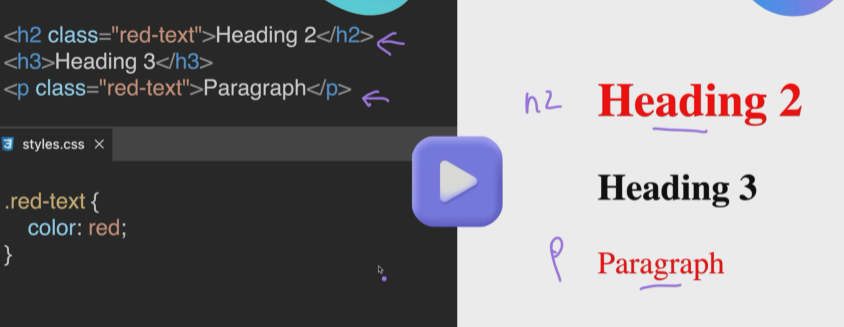 <h2 class="red-text">Heading 2</h2>
<h3>Heading 3</h3>
<p class="red-text">Paragraph</p>
styles.css ×
.red-text {
color: red;
}
h2 Heading 2
Heading 3
p Paragraph